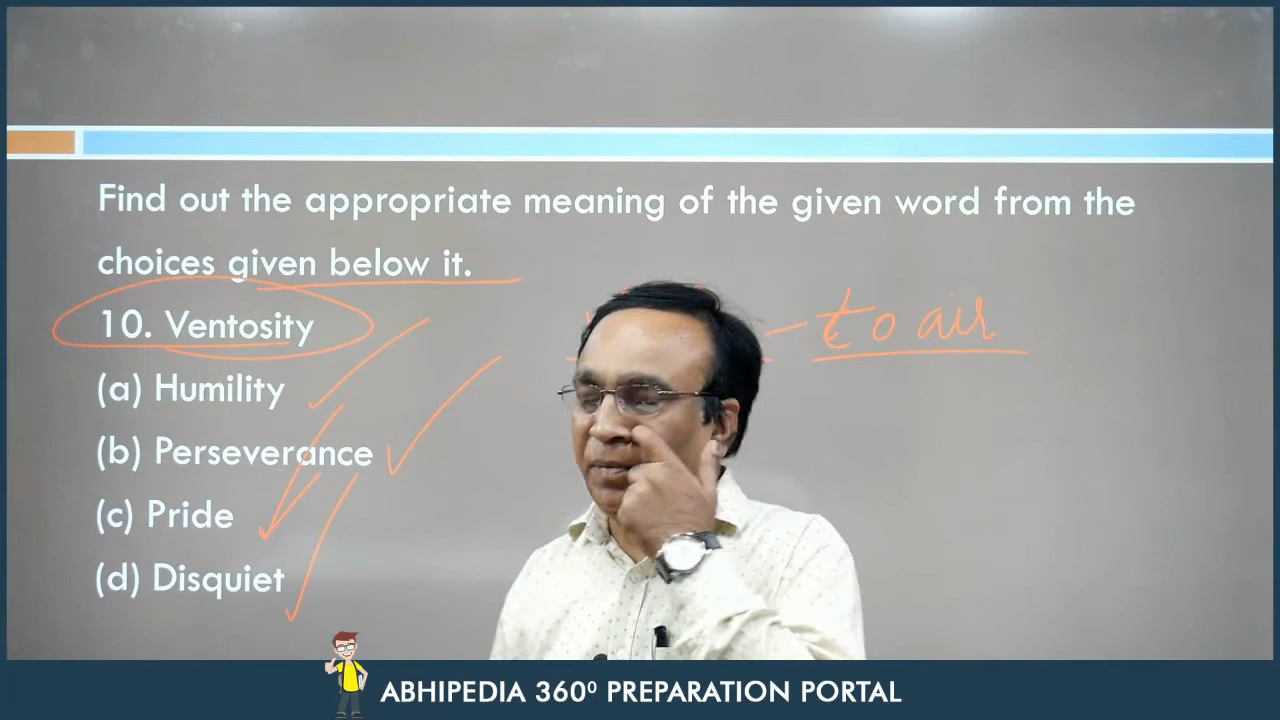 Find out the appropriate meaning of the given word from the
choices given below it.
10. Ventosity
to air
(a) Humility
(b) Perseverance
(c) Pride
(d) Disquiet
ABHIPEDIA 360⁰ PREPARATION PORTAL